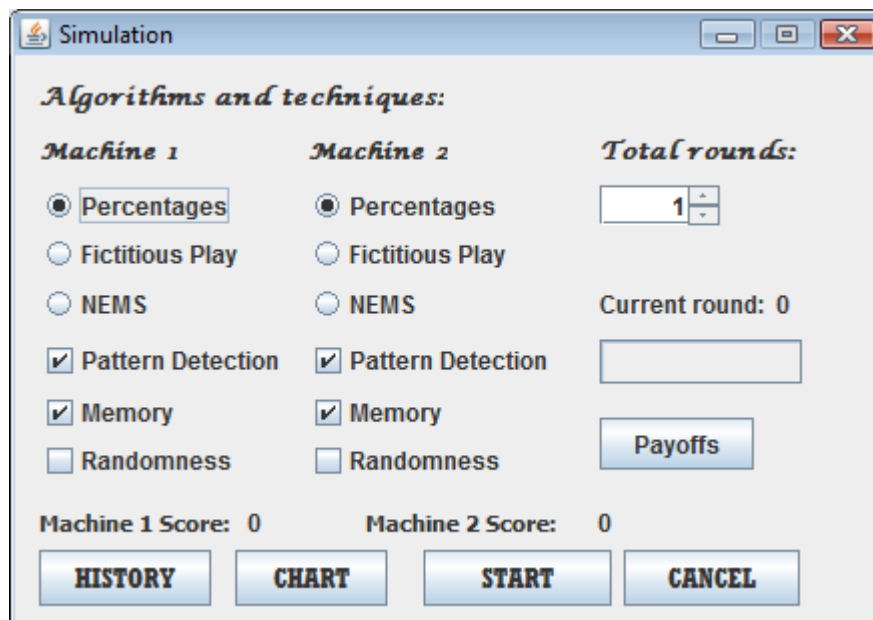 Simulation
Algorithms and techniques:
Machine 1 Machine 2 Total rounds:
Percentages Percentages 1
Fictitious Play Fictitious Play
NEMS NEMS Current round: 0
Pattern Detection Pattern Detection
Memory Memory
Randomness Randomness Payoffs
Machine 1 Score: 0 Machine 2 Score: 0
HISTORY CHART START CANCEL